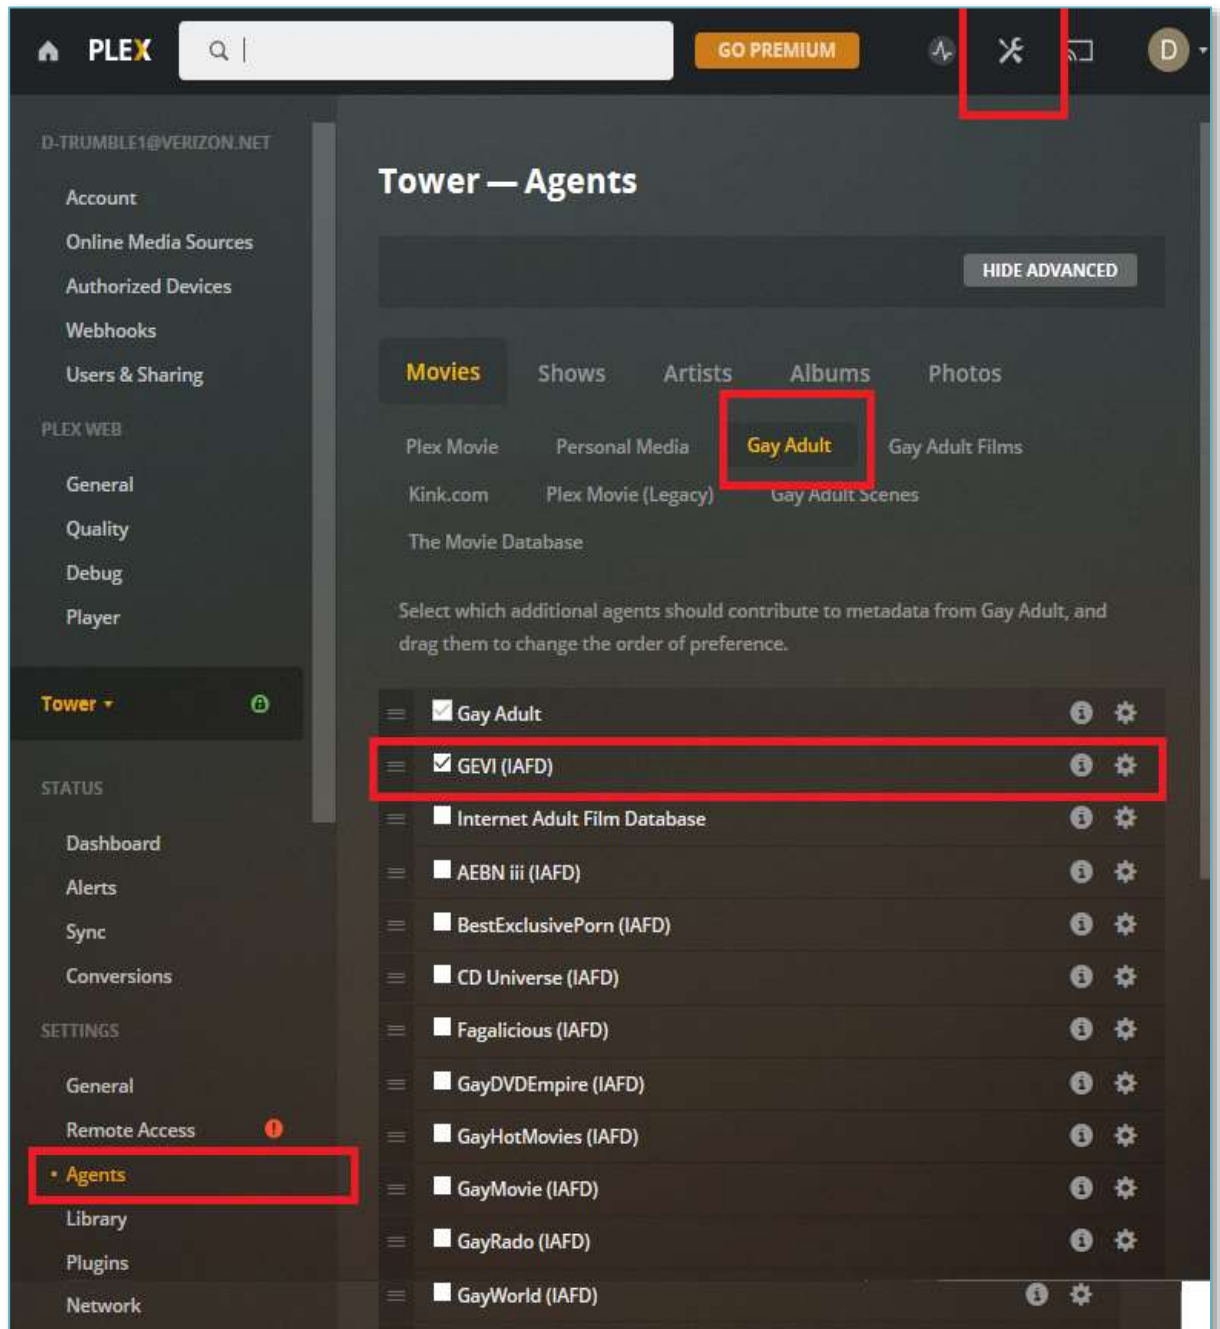 PLEX
GO PREMIUM
D
D-TRUMBLE1@VERIZON.NET
Account
Online Media Sources
Authorized Devices
Webhooks
Users & Sharing
PLEX WEB
General
Quality
Debug
Player
Tower
STATUS
Dashboard
Alerts
Sync
Conversions
SETTINGS
General
Remote Access
Agents
Library
Plugins
Network
Tower — Agents
HIDE ADVANCED
Movies Shows Artists Albums Photos
Plex Movie Personal Media Gay Adult Gay Adult Films
Kink.com Plex Movie (Legacy) Gay Adult Scenes
The Movie Database
Select which additional agents should contribute to metadata from Gay Adult, and
drag them to change the order of preference.
Gay Adult
GEVI (IAFD)
Internet Adult Film Database
AEBN iii (IAFD)
BestExclusivePorn (IAFD)
CD Universe (IAFD)
Fagalicious (IAFD)
GayDVDEmpire (IAFD)
GayHotMovies (IAFD)
GayMovie (IAFD)
GayRado (IAFD)
GayWorld (IAFD)